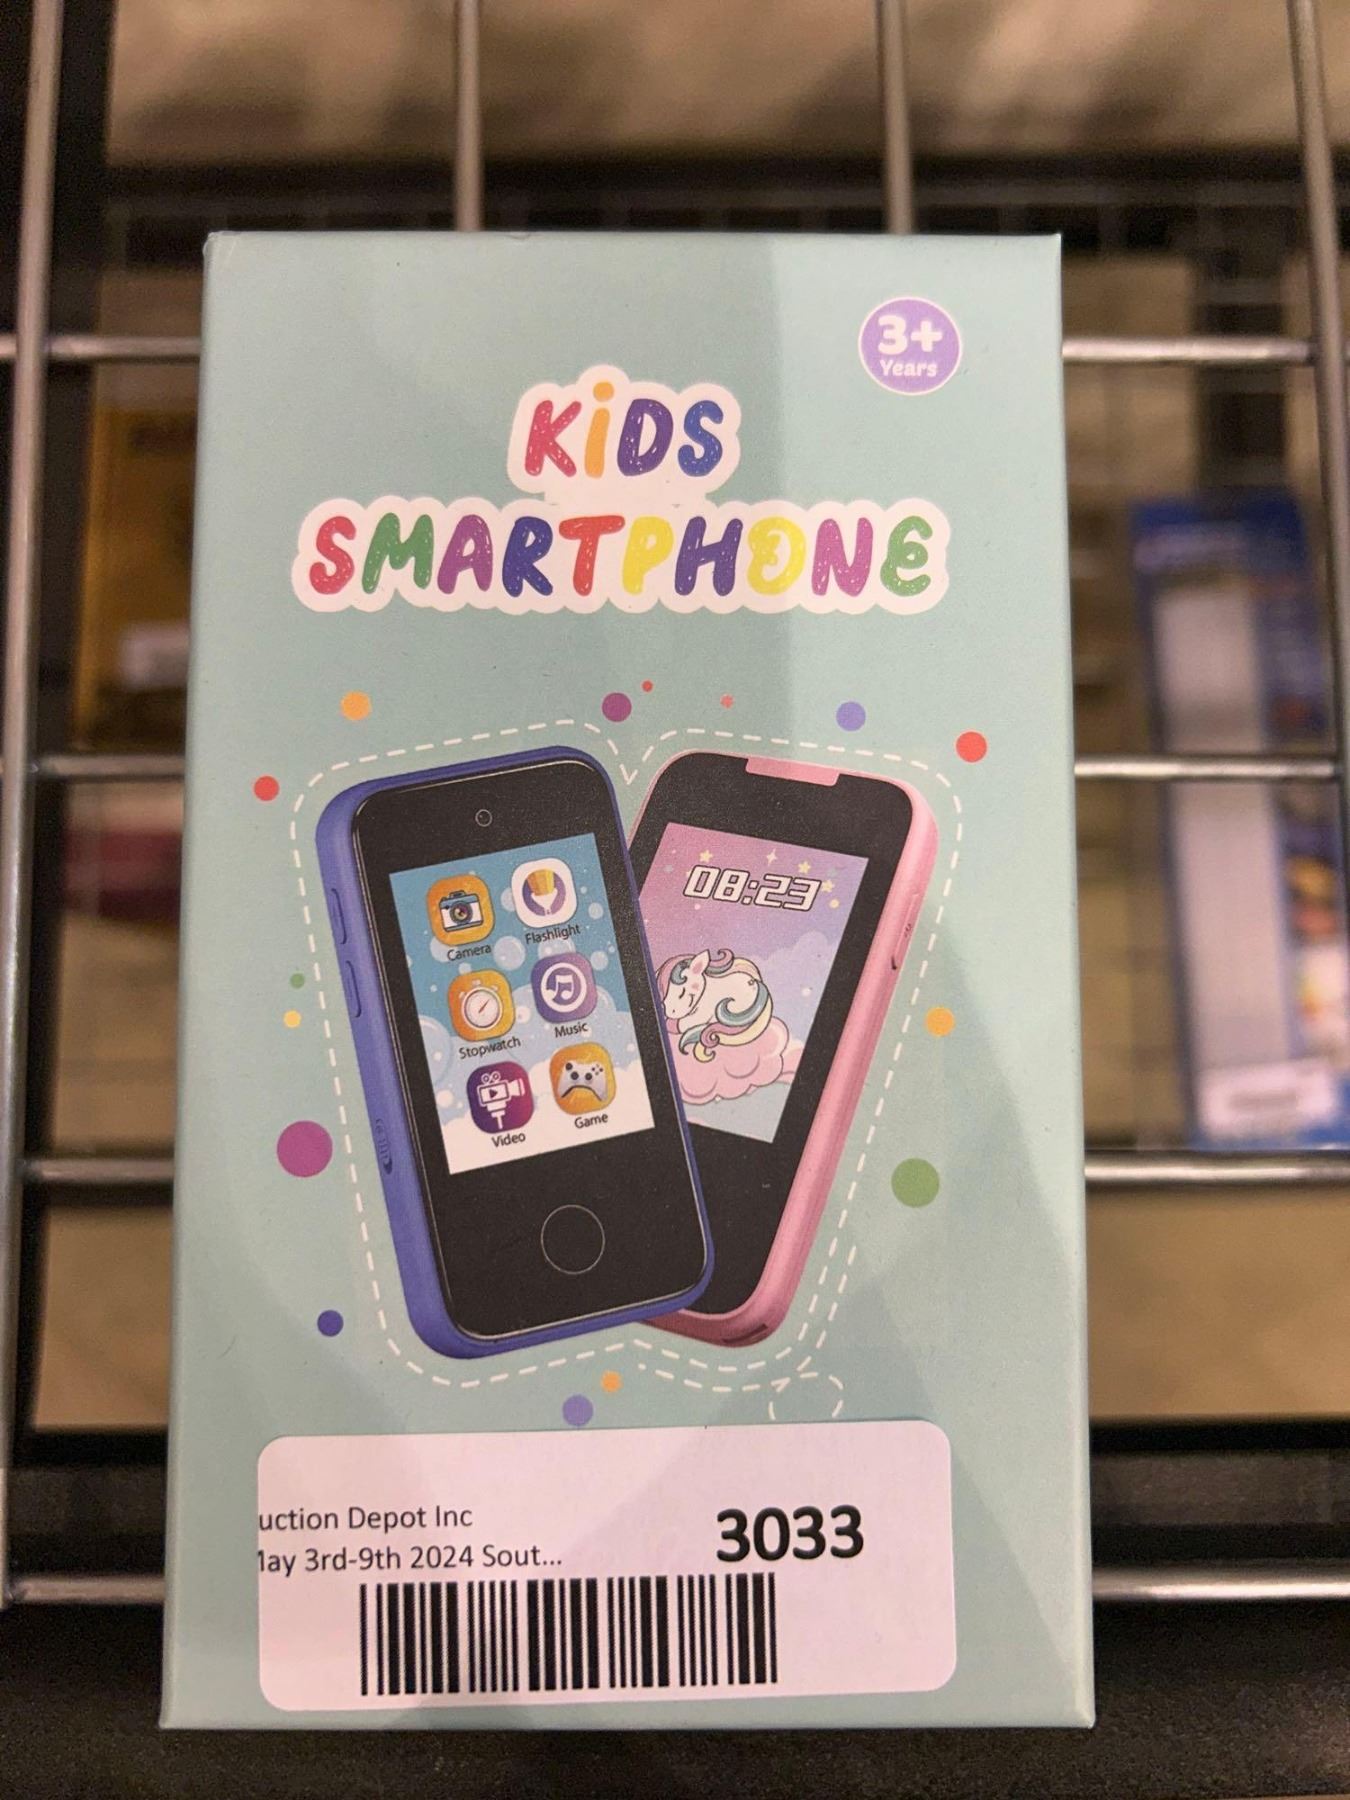 3+
Years
KiDS
SMARTPHONE
08:23
Camera
Flashlight
Stopwatch
Music
Video
Game
uction Depot Inc
3033
May 3rd-9th 2024 Sout...